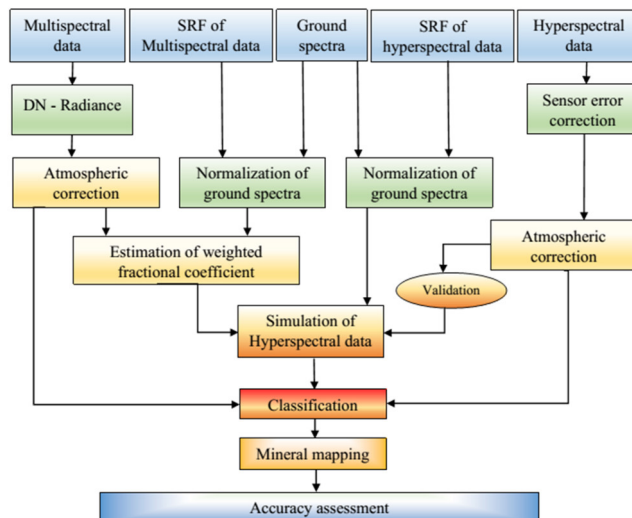 Multispectral
data
SRF of
Multispectral data
Ground
spectra
SRF of
hyperspectral data
Hyperspectral
data
DN - Radiance
Sensor error
correction
Atmospheric
correction
Normalization of
ground spectra
Normalization of
ground spectra
Estimation of weighted
fractional coefficient
Atmospheric
correction
Validation
Simulation of
Hyperspectral data
Classification
Mineral mapping
Accuracy assessment